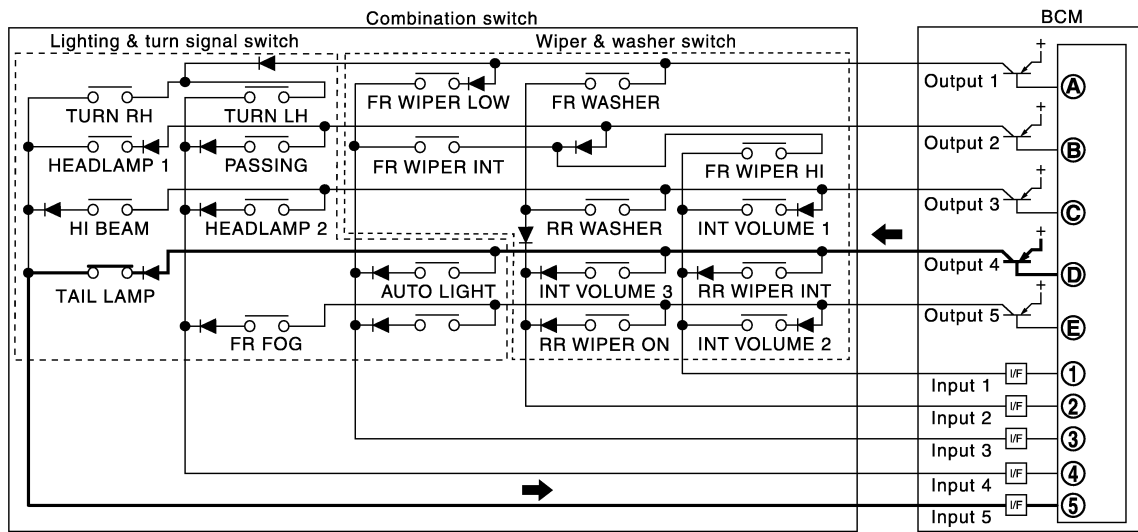 Combination switch
BCM
Lighting & turn signal switch
Wiper & washer switch
+
Output 1
A
TURN RH
TURN LH
FR WIPER LOW
FR WASHER
+
Output 2
B
HEADLAMP 1
PASSING
FR WIPER INT
FR WIPER HI
+
Output 3
C
HI BEAM
HEADLAMP 2
RR WASHER
INT VOLUME 1
+
Output 4
D
TAIL LAMP
AUTO LIGHT
INT VOLUME 3
RR WIPER INT
+
Output 5
E
FR FOG
RR WIPER ON
INT VOLUME 2
I/F
1
Input 1
I/F
2
Input 2
I/F
3
Input 3
I/F
4
Input 4
I/F
5
Input 5